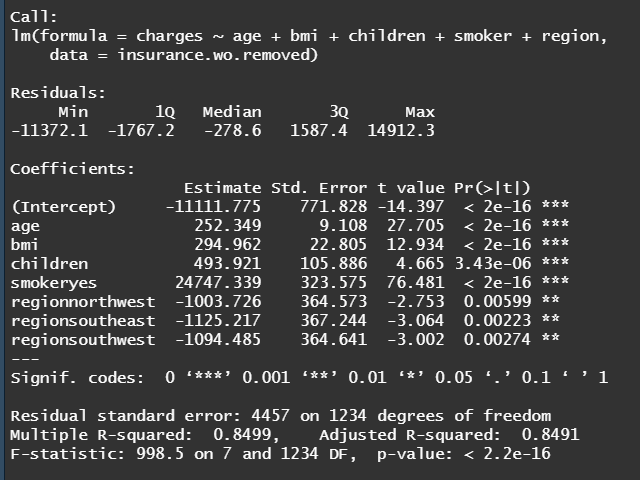 Call:
lm(formula = charges ~ age + bmi + children + smoker + region,
    data = insurance.wo.removed)

Residuals:
     Min       1Q   Median       3Q      Max
-11372.1  -1767.2   -278.6   1587.4  14912.3

Coefficients:
                  Estimate Std. Error t value Pr(>|t|)
(Intercept)     -11111.775    771.828 -14.397  < 2e-16 ***
age                252.349      9.108  27.705  < 2e-16 ***
bmi                294.962     22.805  12.934  < 2e-16 ***
children           493.921    105.886   4.665 3.43e-06 ***
smokeryes        24747.339    323.575  76.481  < 2e-16 ***
regionnorthwest  -1003.726    364.573  -2.753  0.00599 **
regionsoutheast  -1125.217    367.244  -3.064  0.00223 **
regionsouthwest  -1094.485    364.641  -3.002  0.00274 **
---
Signif. codes:  0 ‘***’ 0.001 ‘**’ 0.01 ‘*’ 0.05 ‘.’ 0.1 ‘ ’ 1

Residual standard error: 4457 on 1234 degrees of freedom
Multiple R-squared:  0.8499,    Adjusted R-squared:  0.8491
F-statistic: 998.5 on 7 and 1234 DF,  p-value: < 2.2e-16